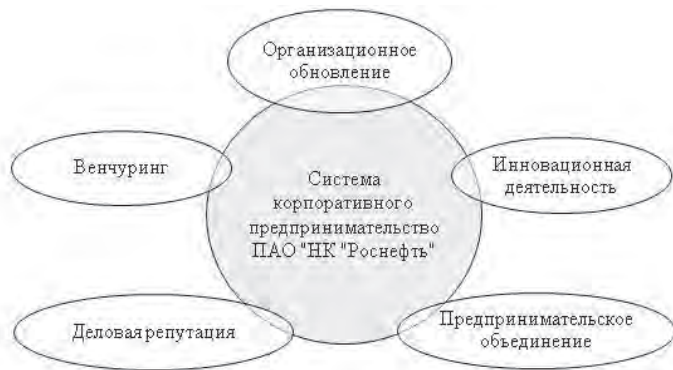 Организационное
обновление
Венчуринг
Инновационная
деятельность
Система
корпоративного
предпринимательство
ПАО "НК "Роснефть"
Деловая репутация
Предпринимательское
объединение